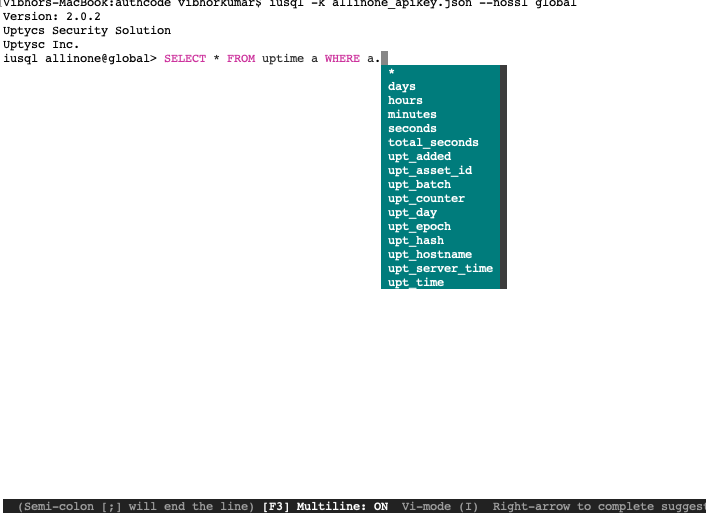 Vibhors-MacBook:authcode vibhorkumar$ iusql -k allinone_apikey.json --nossl global
Version: 2.0.2
Uptycs Security Solution
Uptysc Inc.
iusql allinone@global> SELECT * FROM uptime a WHERE a.
*
days
hours
minutes
seconds
total_seconds
upt_added
upt_asset_id
upt_batch
upt_counter
upt_day
upt_epoch
upt_hash
upt_hostname
upt_server_time
upt_time
(Semi-colon [;] will end the line) [F3] Multiline: ON Vi-mode (I) Right-arrow to complete suggest